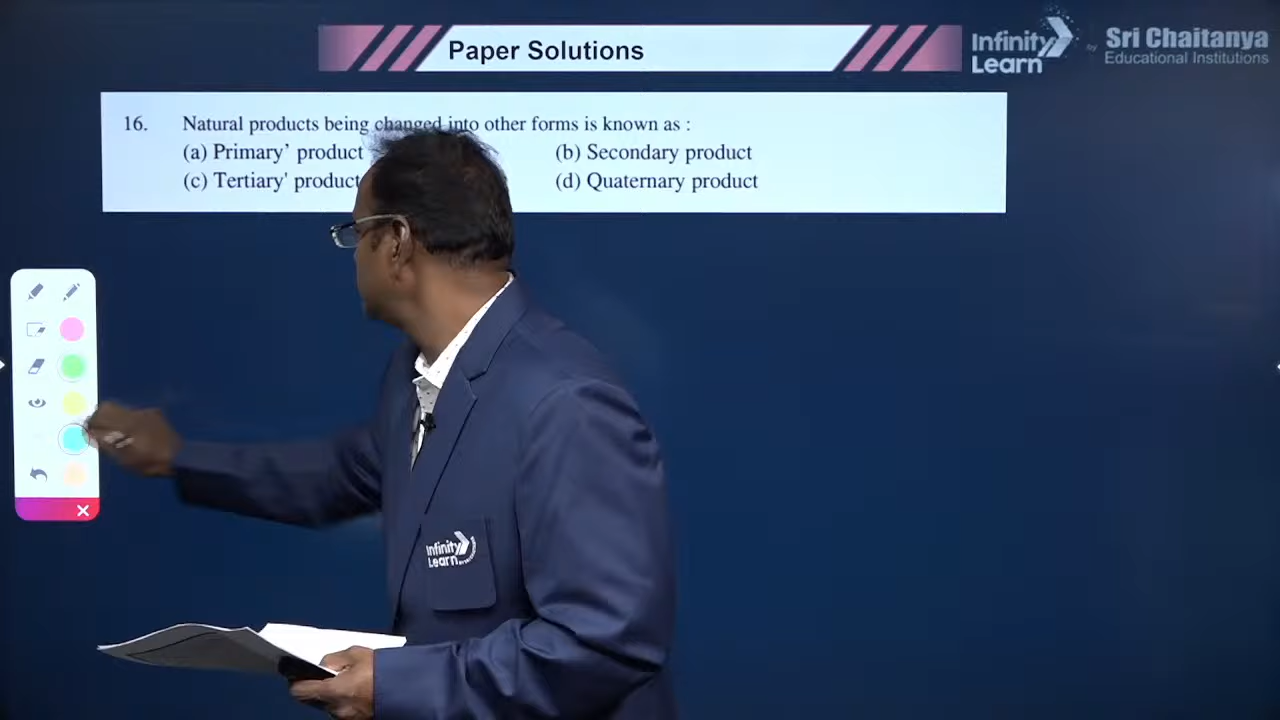 Paper Solutions
Infinity
Learn
by
Sri Chaitanya
Educational Institutions
16. Natural products being changed into other forms is known as :
(a) Primary’ product
(b) Secondary product
(c) Tertiary' product
(d) Quaternary product
Infinity
Learn